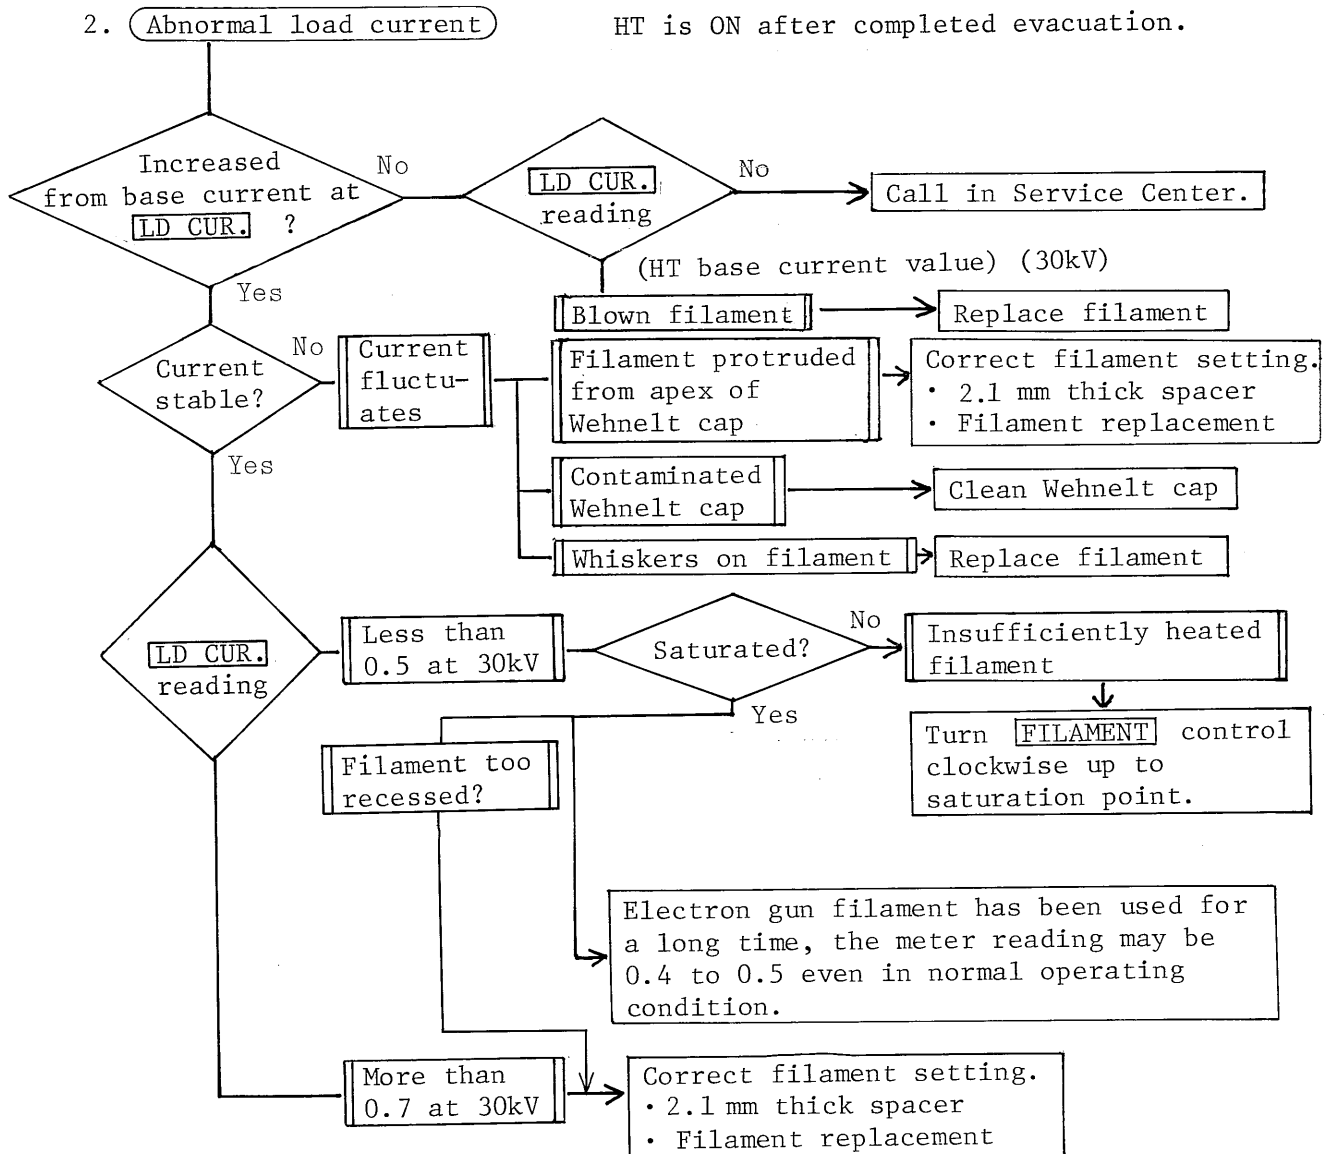 2. Abnormal load current
HT is ON after completed evacuation.
Increased
from base current at
LD CUR. ?
No
LD CUR.
reading
No
Call in Service Center.
(HT base current value) (30kV)
Yes
Blown filament
Replace filament
Current
stable?
No
Current
fluctu-
ates
Filament protruded
from apex of
Wehnelt cap
Correct filament setting.
· 2.1 mm thick spacer
· Filament replacement
Yes
Contaminated
Wehnelt cap
Clean Wehnelt cap
Whiskers on filament
Replace filament
LD CUR.
reading
Less than
0.5 at 30kV
Saturated?
No
Insufficiently heated
filament
Yes
Turn FILAMENT control
clockwise up to
saturation point.
Filament too
recessed?
Electron gun filament has been used for
a long time, the meter reading may be
0.4 to 0.5 even in normal operating
condition.
More than
0.7 at 30kV
Correct filament setting.
· 2.1 mm thick spacer
· Filament replacement